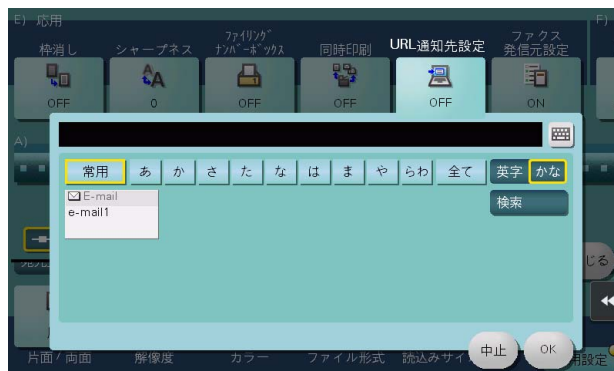 E) 応用
F)
枠消し
シャープネス
ﾌｧｲﾘﾝｸﾞ
ﾅﾝﾊﾞｰﾎﾞｯｸｽ
同時印刷
URL通知先設定
ファクス
発信元設定
OFF
0
OFF
OFF
OFF
ON
A)
常用
あ
か
さ
た
な
は
ま
や
らわ
全て
英字
かな
E-mail
e-mail1
検索
じる
中止
OK
片面/両面
解像度
カラー
ファイル形式
読込みサイ
用設定